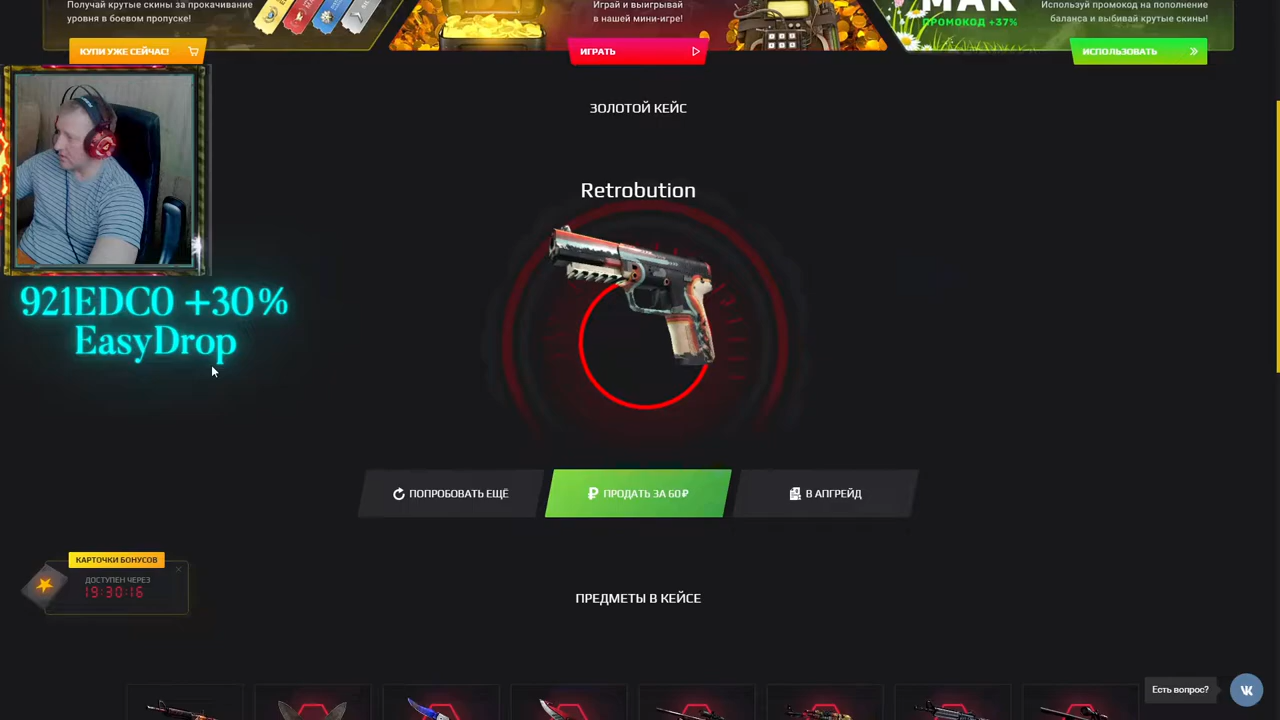 Получай крутые скины за прокачивание
уровня в боевом пропуске!
КУПИ УЖЕ СЕЙЧАС!
Играй и выигрывай
в нашей мини-игре!
ИГРАТЬ
МАК
ПРОМОКОД +37%
Используй промокод на пополнение
баланса и выбивай крутые скины!
ИСПОЛЬЗОВАТЬ
ЗОЛОТОЙ КЕЙС
Retrobution
921EDC0 +30%
EasyDrop
ПОПРОБОВАТЬ ЕЩЁ
₽ ПРОДАТЬ ЗА 60₽
В АПГРЕЙД
КАРТОЧКИ БОНУСОВ
ДОСТУПЕН ЧЕРЕЗ
19:30:16
ПРЕДМЕТЫ В КЕЙСЕ
Есть вопрос?